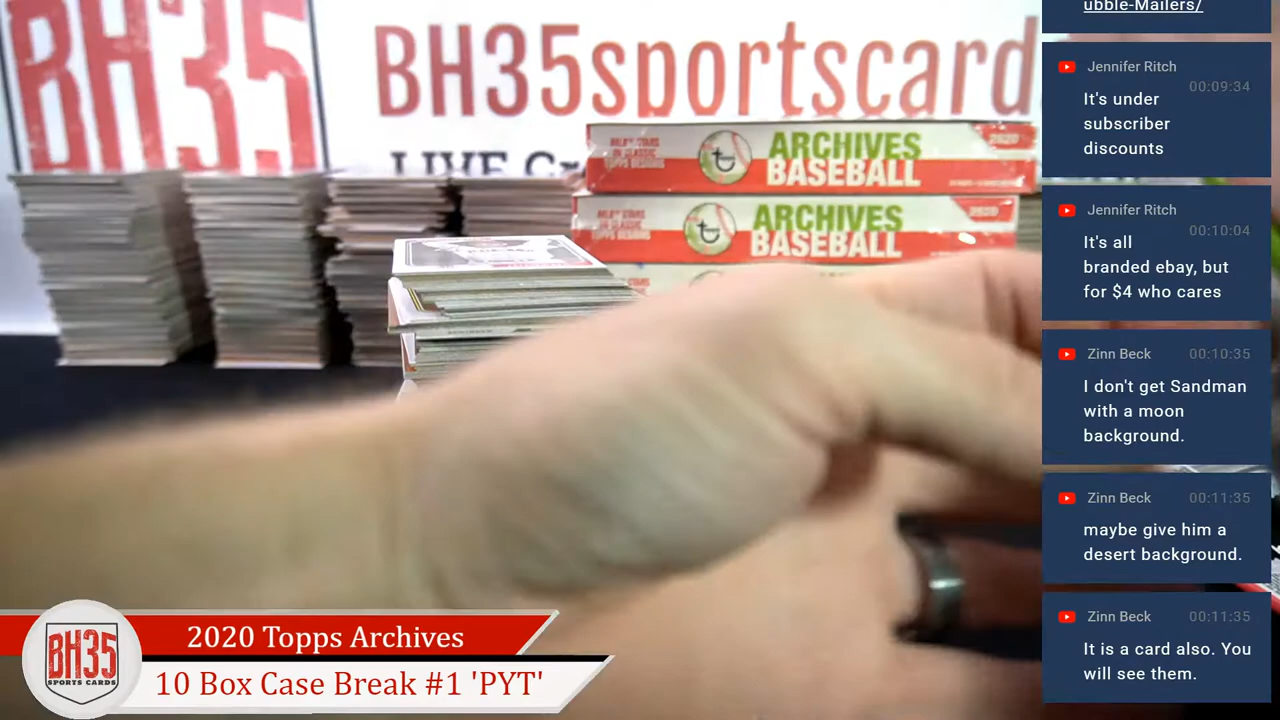 BH35
BH35sportscard
LIVE
ARCHIVES
BASEBALL
2020
ARCHIVES
BASEBALL
2020
2020 Topps Archives
10 Box Case Break #1 'PYT'
BH35
SPORTS CARDS
ubble-Mailers/
Jennifer Ritch
00:09:34
It's under
subscriber
discounts
Jennifer Ritch
00:10:04
It's all
branded ebay, but
for $4 who cares
Zinn Beck
00:10:35
I don't get Sandman
with a moon
background.
Zinn Beck
00:11:35
maybe give him a
desert background.
Zinn Beck
00:11:35
It is a card also. You
will see them.